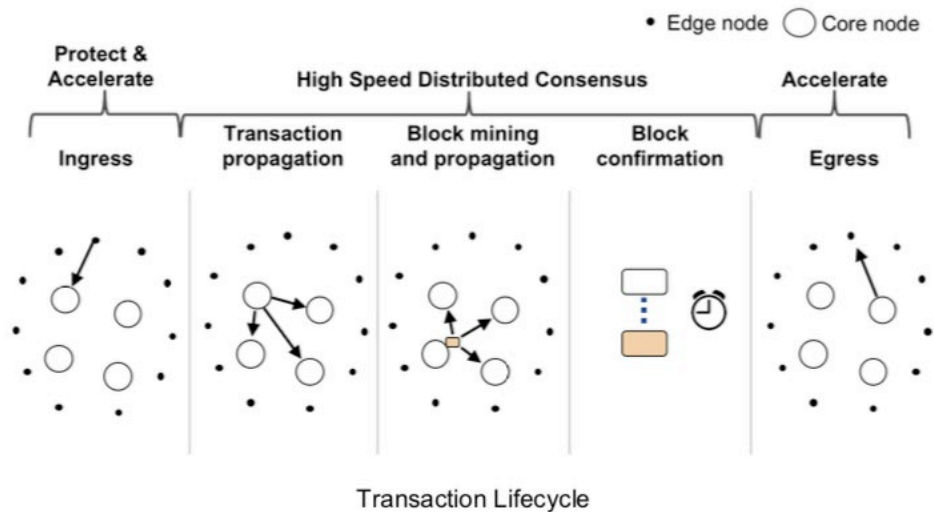 Edge node
Core node
Protect &
Accelerate
High Speed Distributed Consensus
Accelerate
Ingress
Transaction
propagation
Block mining
and propagation
Block
confirmation
Egress
Transaction Lifecycle